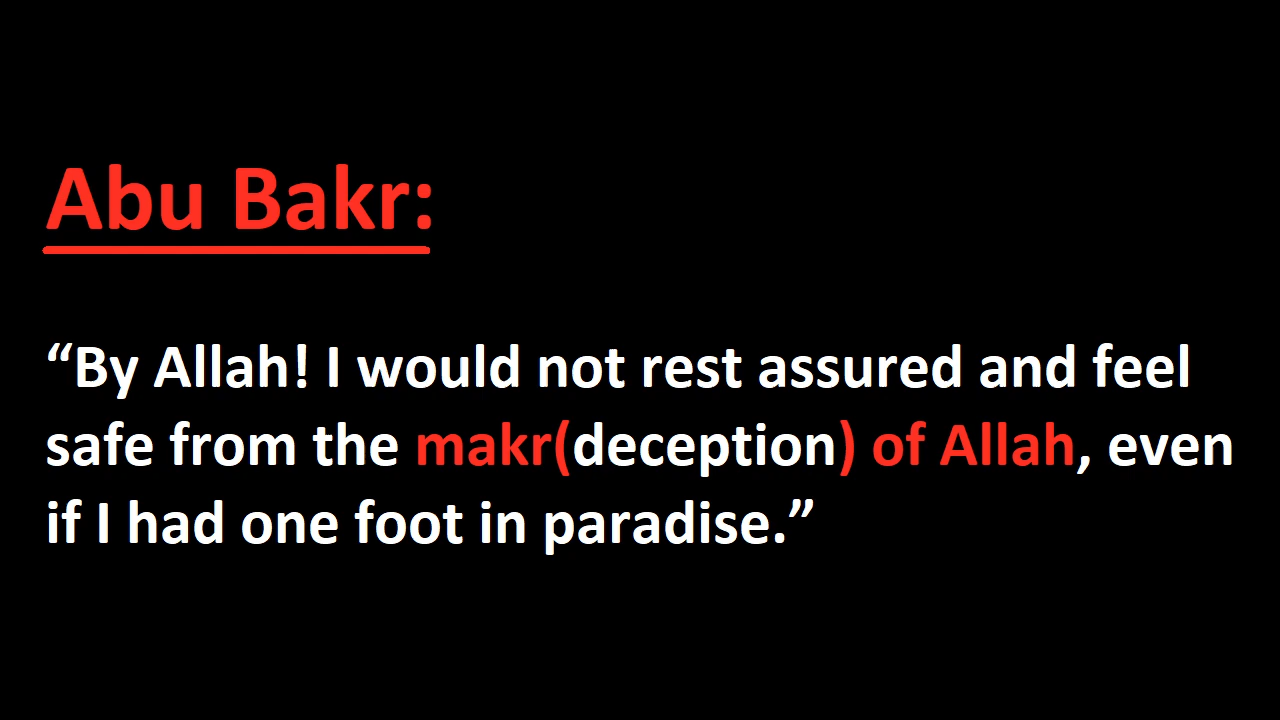 Abu Bakr:
“By Allah! I would not rest assured and feel
safe from the makr(deception) of Allah, even
if I had one foot in paradise.”